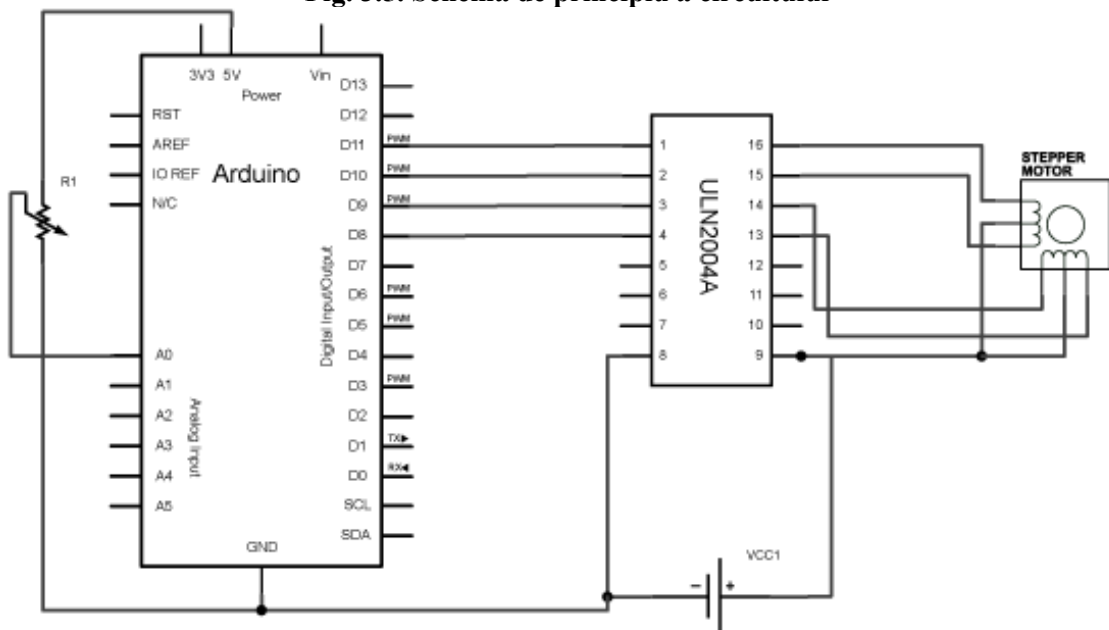 Fig. Schema de principiu a circuitului
3V3 5V Vin
Power
RST
AREF
IO REF
N/C
Arduino
R1
A0
A1
A2
A3
A4
A5
Analog Input
GND
Digital Input/Output
D13
D12
D11 PWM
D10 PWM
D9 PWM
D8
D7
D6 PWM
D5 PWM
D4
D3 PWM
D2
D1 TX▶
D0 RX◀
SCL
SDA
ULN2004A
1 16
2 15
3 14
4 13
5 12
6 11
7 10
8 9
STEPPER
MOTOR
VCC1
− +